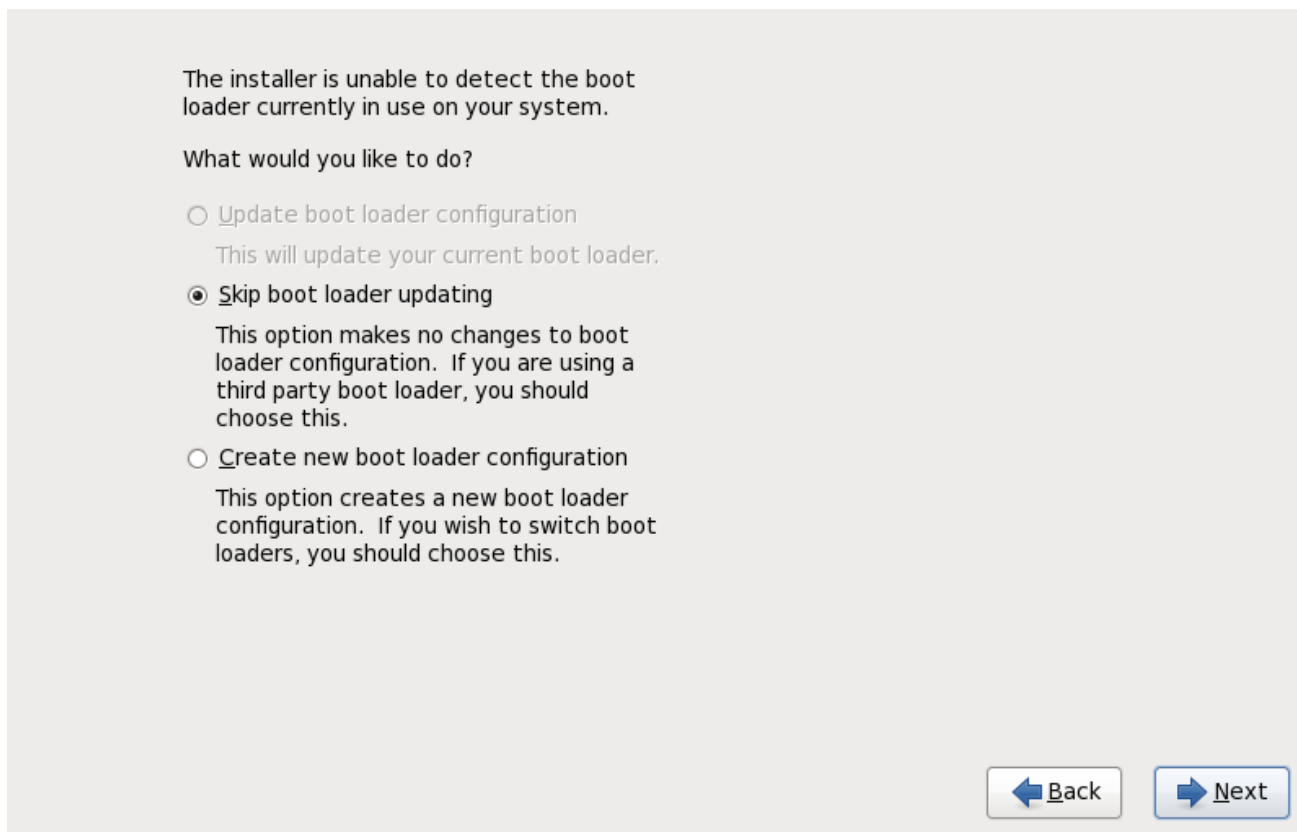 The installer is unable to detect the boot
loader currently in use on your system.
What would you like to do?
Update boot loader configuration
This will update your current boot loader.
Skip boot loader updating
This option makes no changes to boot
loader configuration.  If you are using a
third party boot loader, you should
choose this.
Create new boot loader configuration
This option creates a new boot loader
configuration.  If you wish to switch boot
loaders, you should choose this.
Back
Next